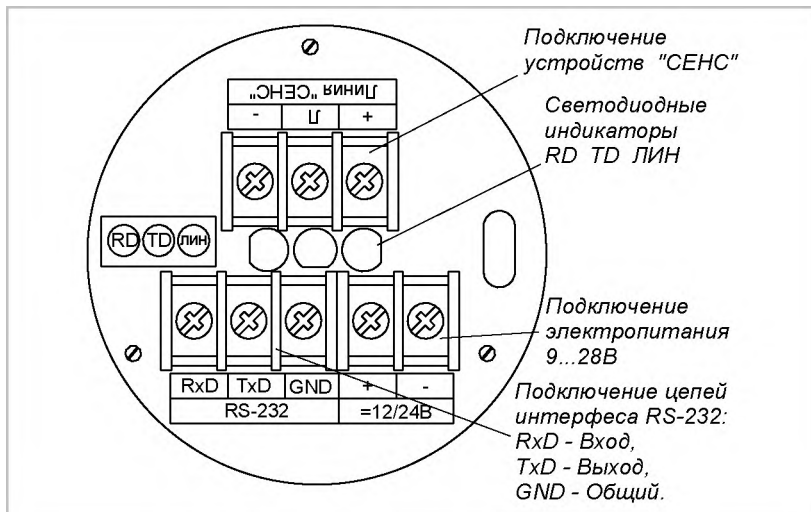 Подключение
устройств "СЕНС"
Светодиодные
индикаторы
RD TD ЛИН
Линия "СЕНС"
- Л +
RD TD ЛИН
Подключение
электропитания
9...28В
RxD TxD GND + -
RS-232 =12/24В
Подключение цепей
интерфеса RS-232:
RxD - Вход,
TxD - Выход,
GND - Общий.